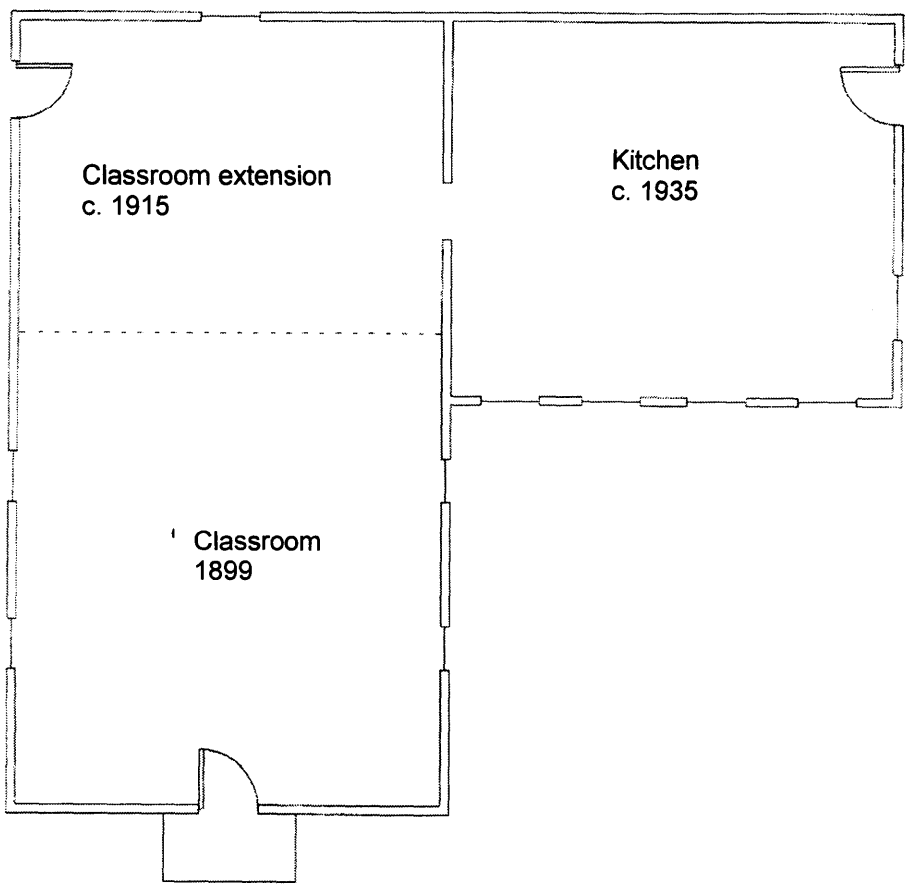 Classroom extension
c. 1915
Kitchen
c. 1935
Classroom
1899